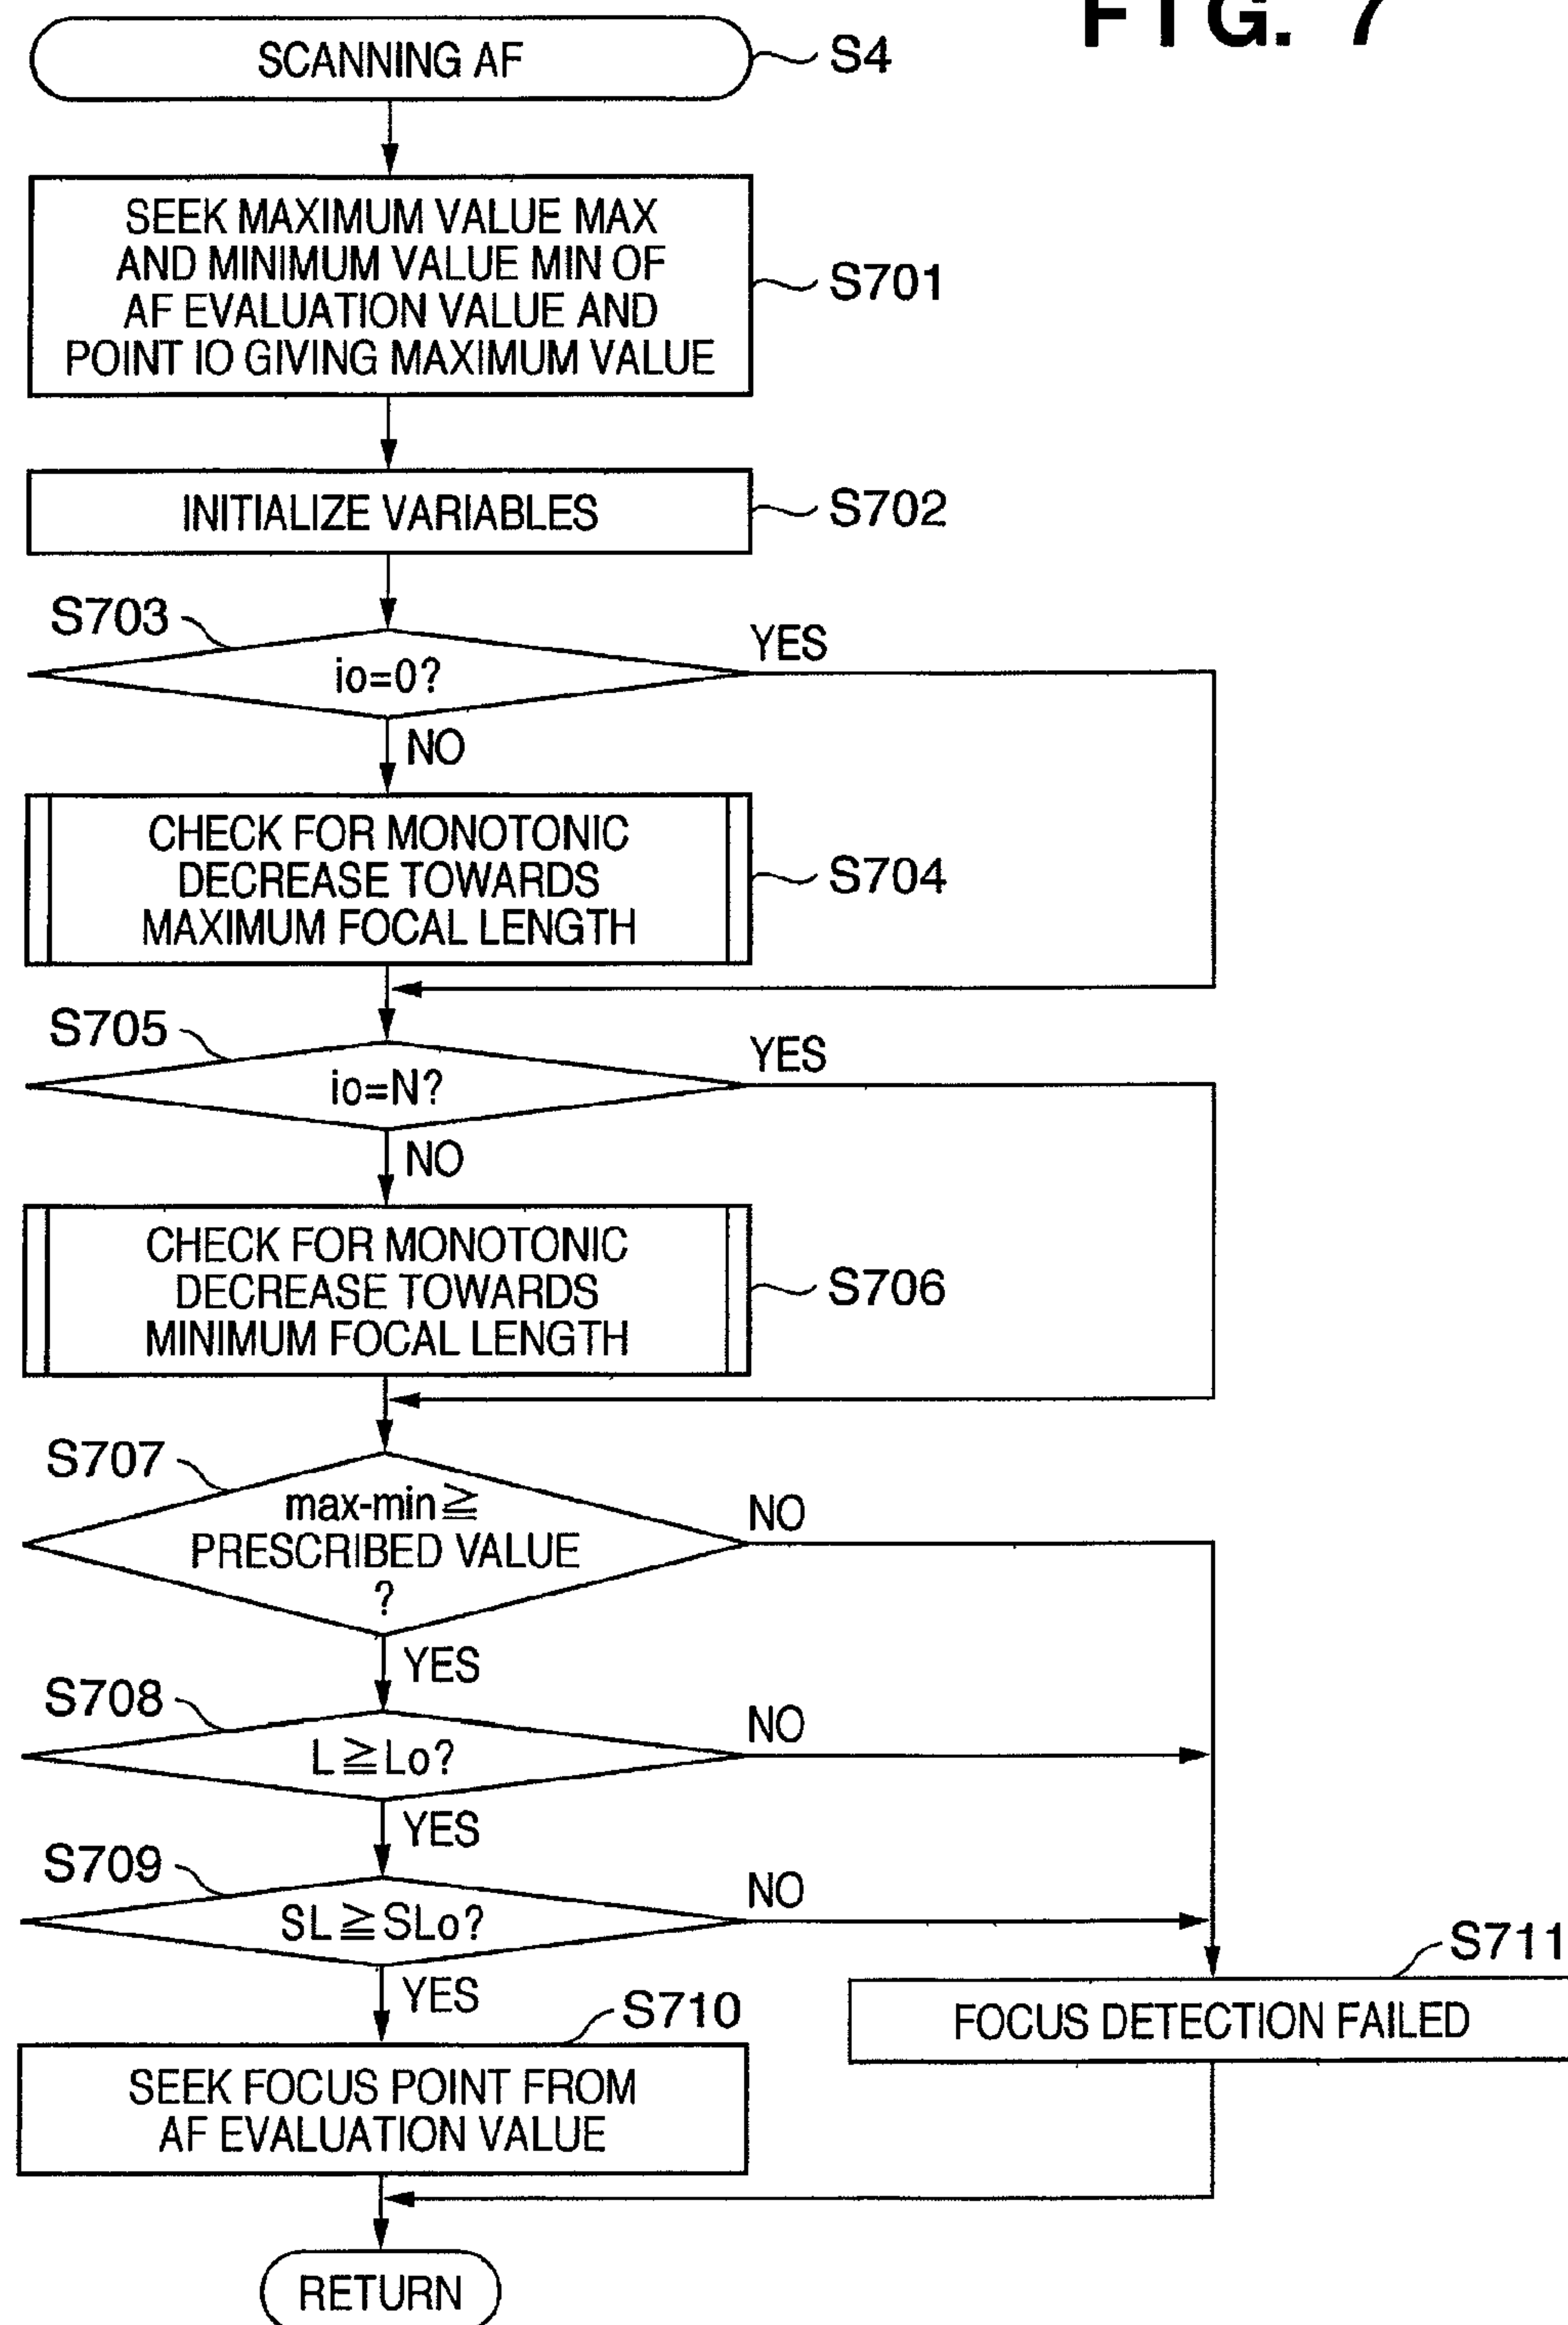 FIG. 7
SCANNING AF
S4
SEEK MAXIMUM VALUE MAX
AND MINIMUM VALUE MIN OF
AF EVALUATION VALUE AND
POINT IO GIVING MAXIMUM VALUE
S701
INITIALIZE VARIABLES
S702
S703
io=0?
YES
NO
CHECK FOR MONOTONIC
DECREASE TOWARDS
MAXIMUM FOCAL LENGTH
S704
S705
io=N?
YES
NO
CHECK FOR MONOTONIC
DECREASE TOWARDS
MINIMUM FOCAL LENGTH
S706
S707
max-min≧
PRESCRIBED VALUE
?
NO
YES
S708
L≧Lo?
NO
YES
S709
SL≧SLo?
NO
YES
S711
FOCUS DETECTION FAILED
S710
SEEK FOCUS POINT FROM
AF EVALUATION VALUE
RETURN